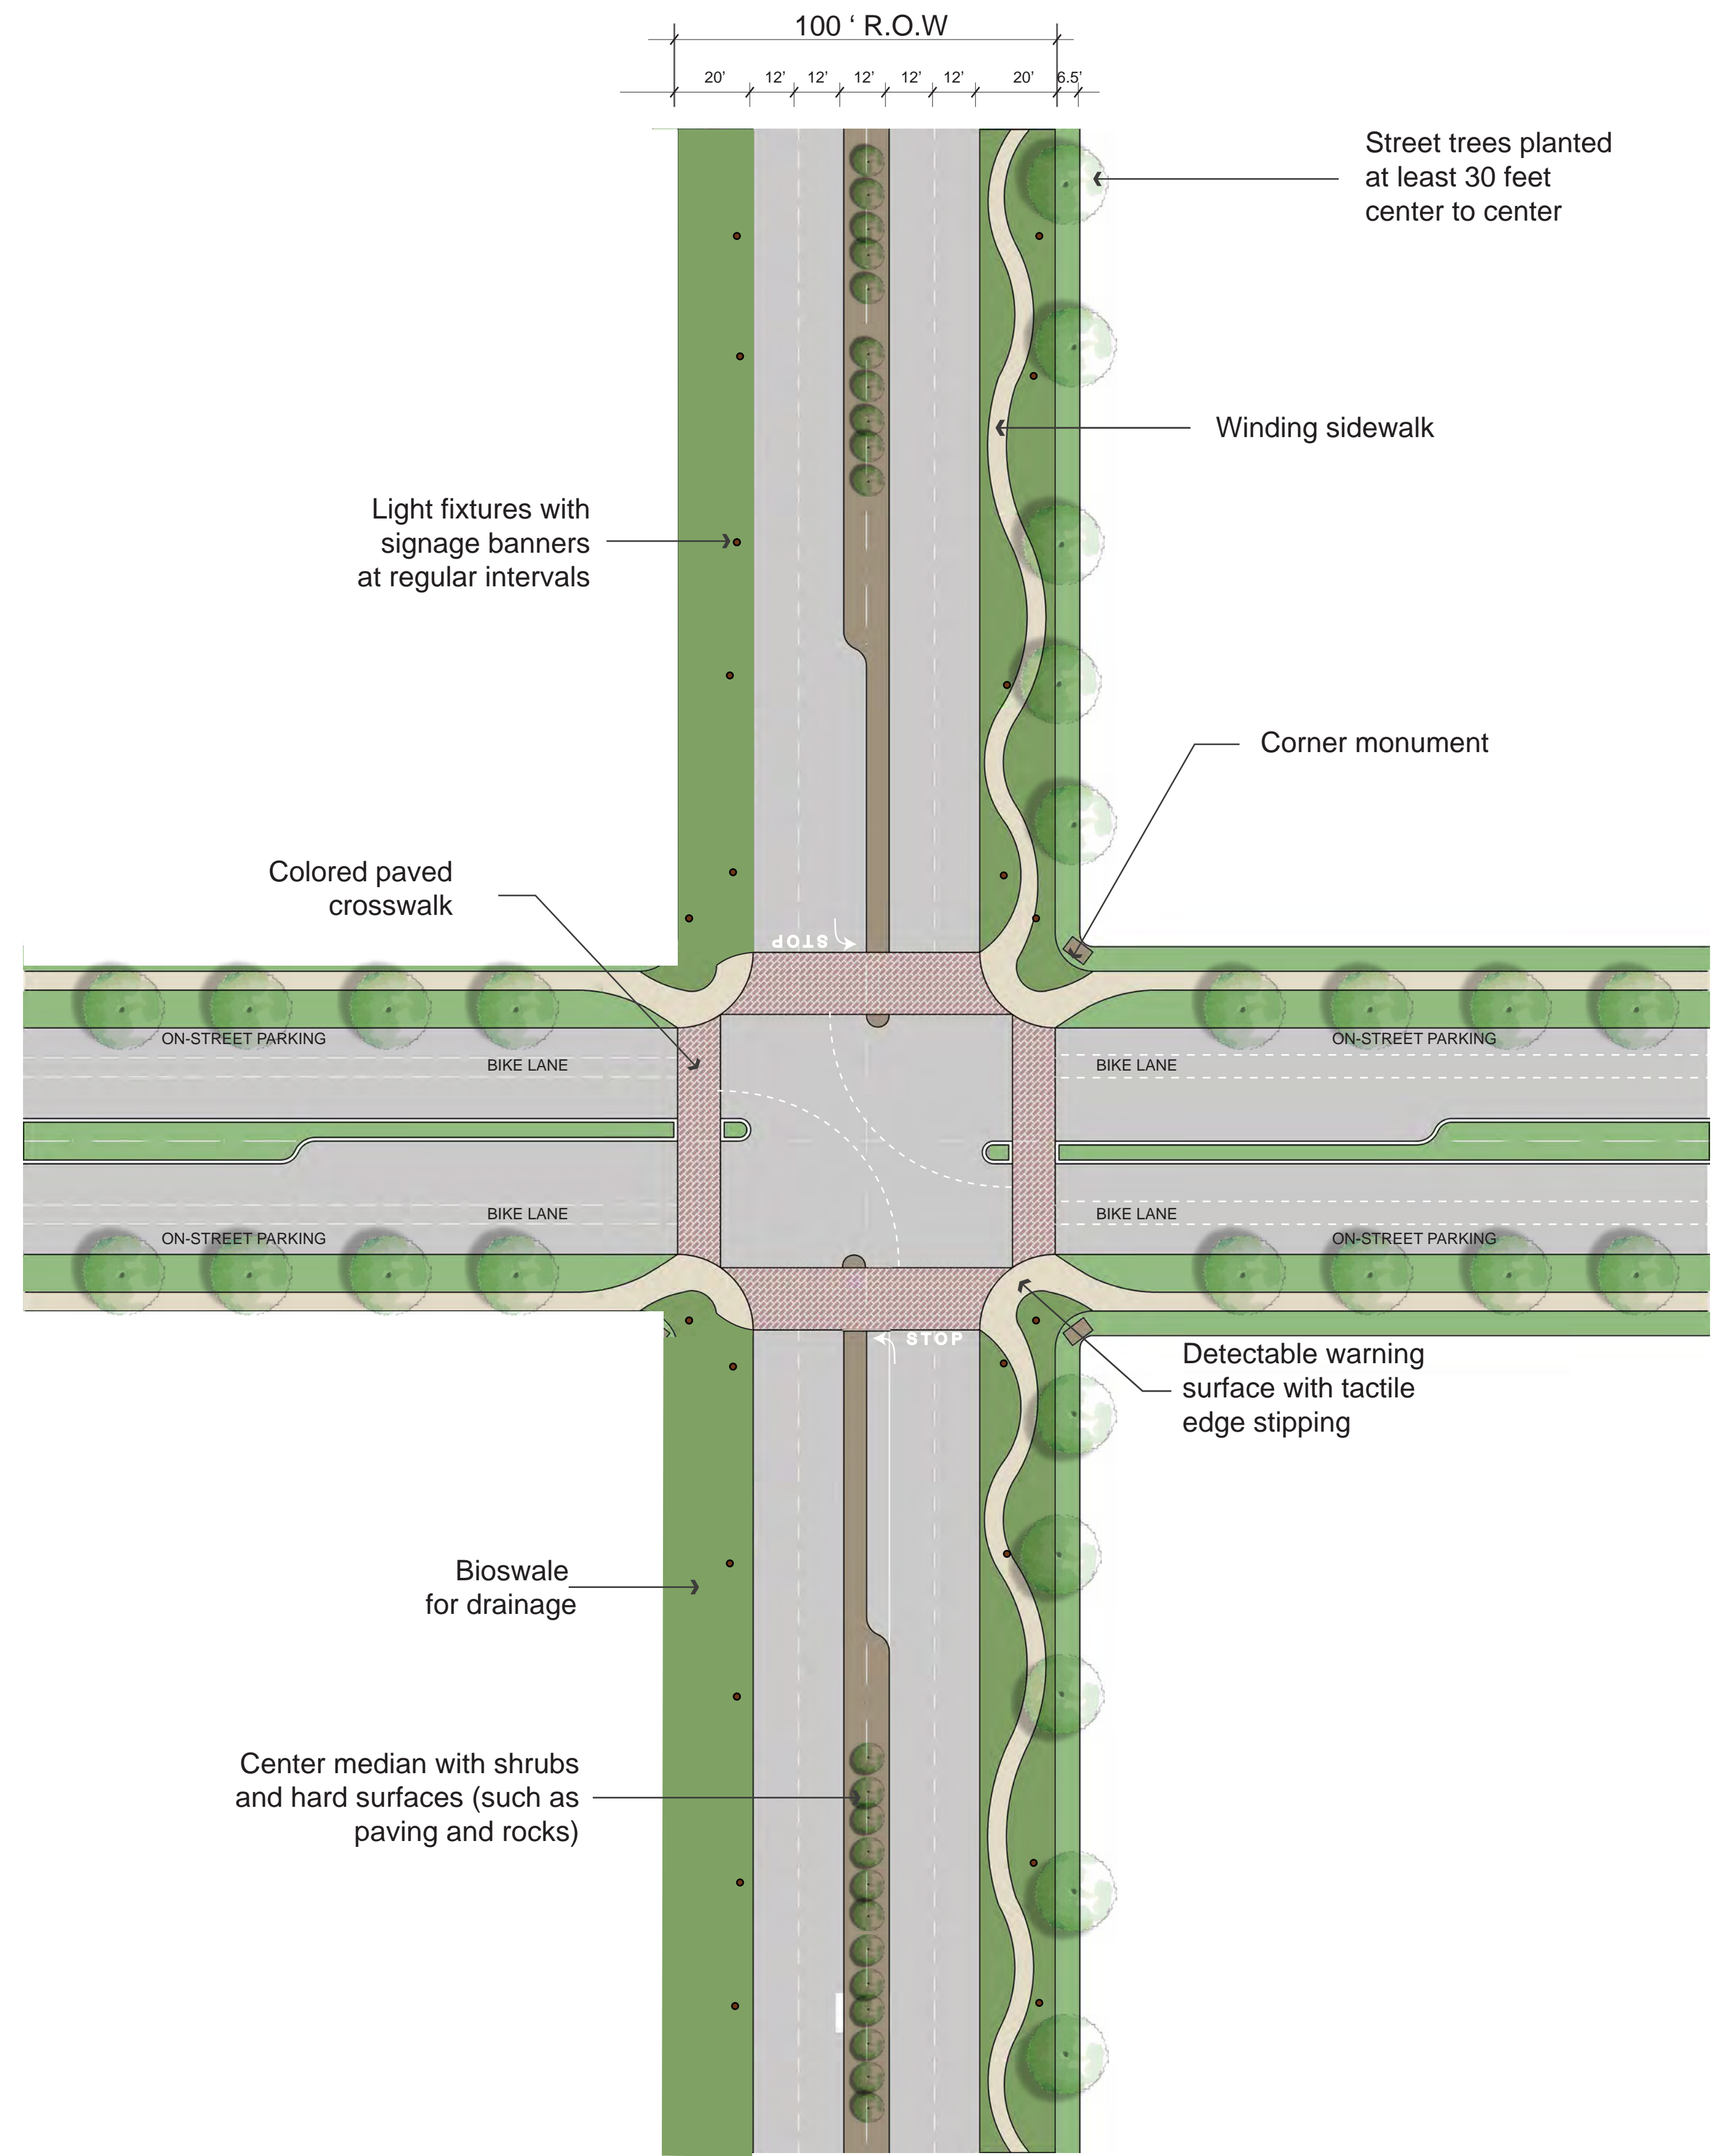 100 ‘ R.O.W
20’ 12’ 12’ 12’ 12’ 12’ 20’ 6.5’
Street trees planted
at least 30 feet
center to center
Winding sidewalk
Light fixtures with
signage banners
at regular intervals
Corner monument
Colored paved
crosswalk
STOP
ON-STREET PARKING
ON-STREET PARKING
BIKE LANE
BIKE LANE
BIKE LANE
BIKE LANE
ON-STREET PARKING
ON-STREET PARKING
STOP
Detectable warning
surface with tactile
edge stipping
Bioswale
for drainage
Center median with shrubs
and hard surfaces (such as
paving and rocks)